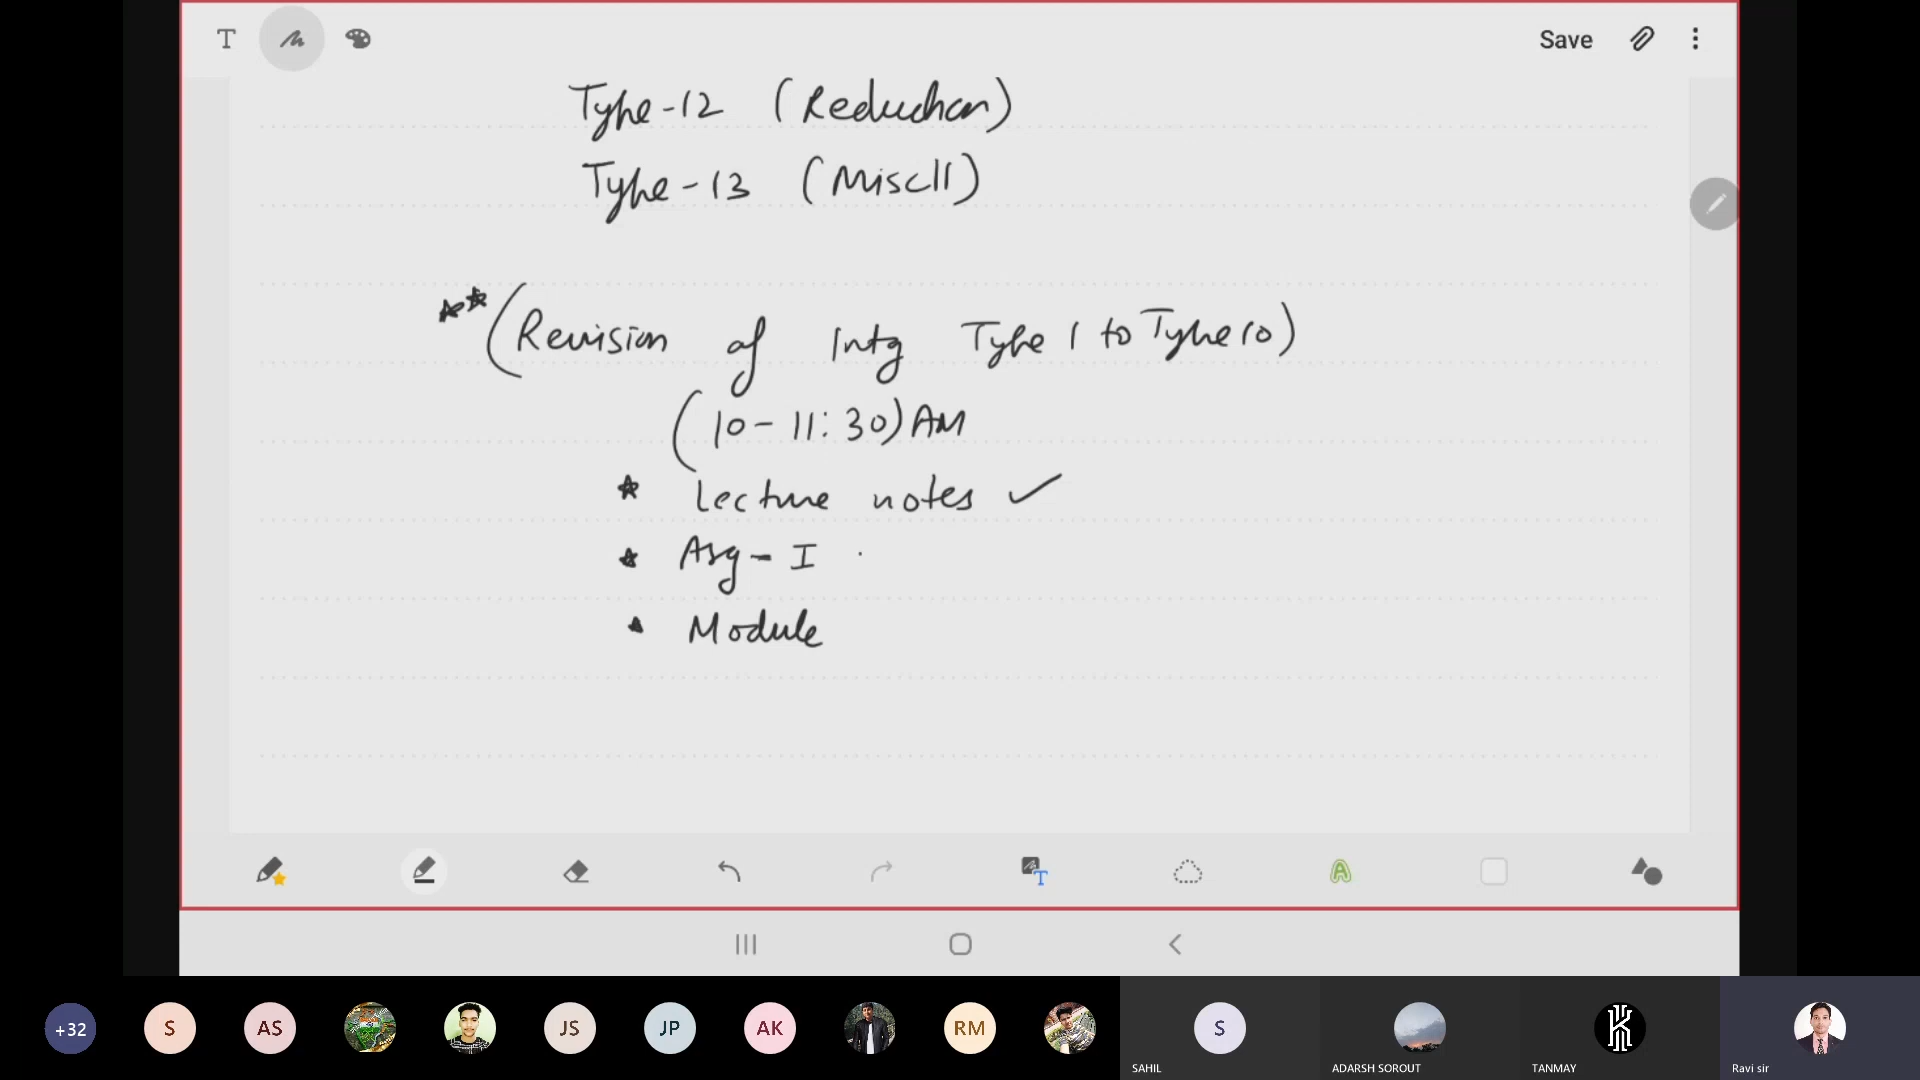 T Save
Type-12 (Reduction)
Type-13 (Miscll)
(Revision of Intg Type 1 to Type 10)
(10-11:30)AM
Lecture notes ✓
Asg-I
Module
T A
+32 S AS JS JP AK RM S
SAHIL ADARSH SOROUT TANMAY Ravi sir